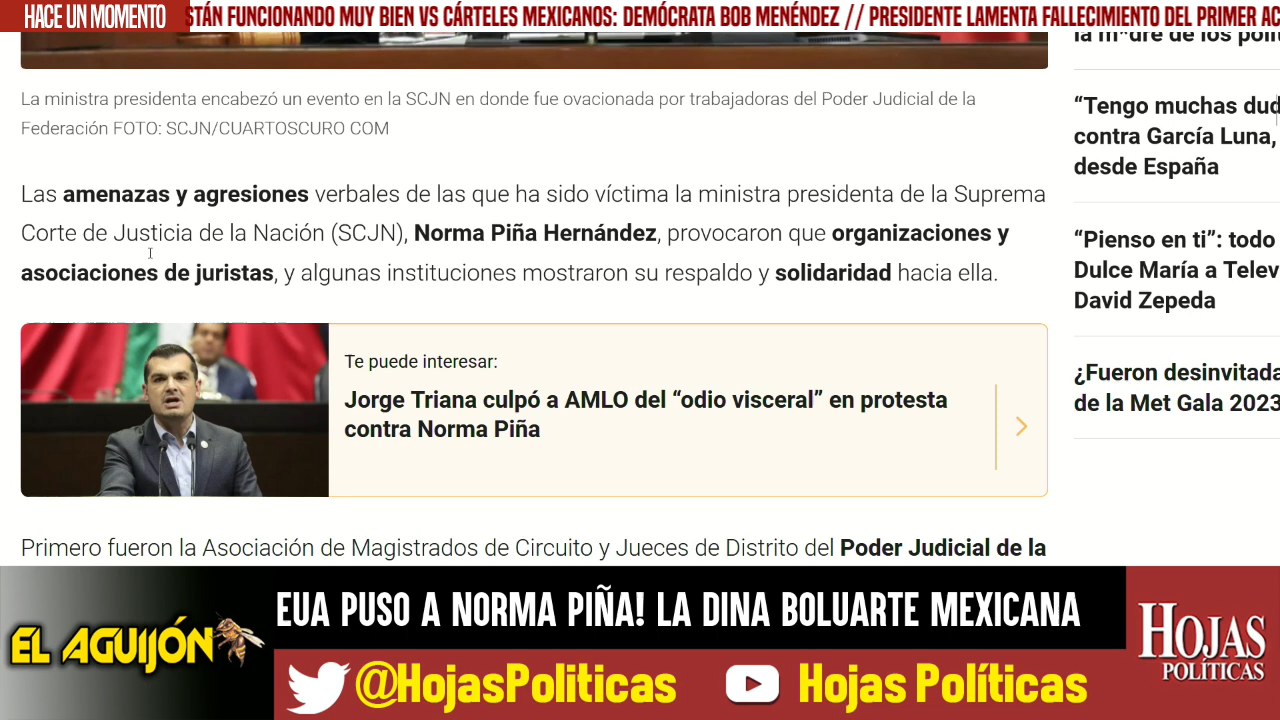 HACE UN MOMENTO
STÁN FUNCIONANDO MUY BIEN VS CÁRTELES MEXICANOS: DEMÓCRATA BOB MENÉNDEZ // PRESIDENTE LAMENTA FALLECIMIENTO DEL PRIMER AC
La ministra presidenta encabezó un evento en la SCJN en donde fue ovacionada por trabajadoras del Poder Judicial de la
Federación FOTO: SCJN/CUARTOSCURO COM
Las amenazas y agresiones verbales de las que ha sido víctima la ministra presidenta de la Suprema
Corte de Justicia de la Nación (SCJN), Norma Piña Hernández, provocaron que organizaciones y
asociaciones de juristas, y algunas instituciones mostraron su respaldo y solidaridad hacia ella.
Te puede interesar:
Jorge Triana culpó a AMLO del “odio visceral” en protesta
contra Norma Piña
Primero fueron la Asociación de Magistrados de Circuito y Jueces de Distrito del Poder Judicial de la
la m*dre de los polít
“Tengo muchas dud
contra García Luna,
desde España
“Pienso en ti”: todo
Dulce María a Telev
David Zepeda
¿Fueron desinvitada
de la Met Gala 2023
EL AGUIJÓN
EUA PUSO A NORMA PIÑA! LA DINA BOLUARTE MEXICANA
@HojasPoliticas
Hojas Políticas
HOJAS
POLÍTICAS